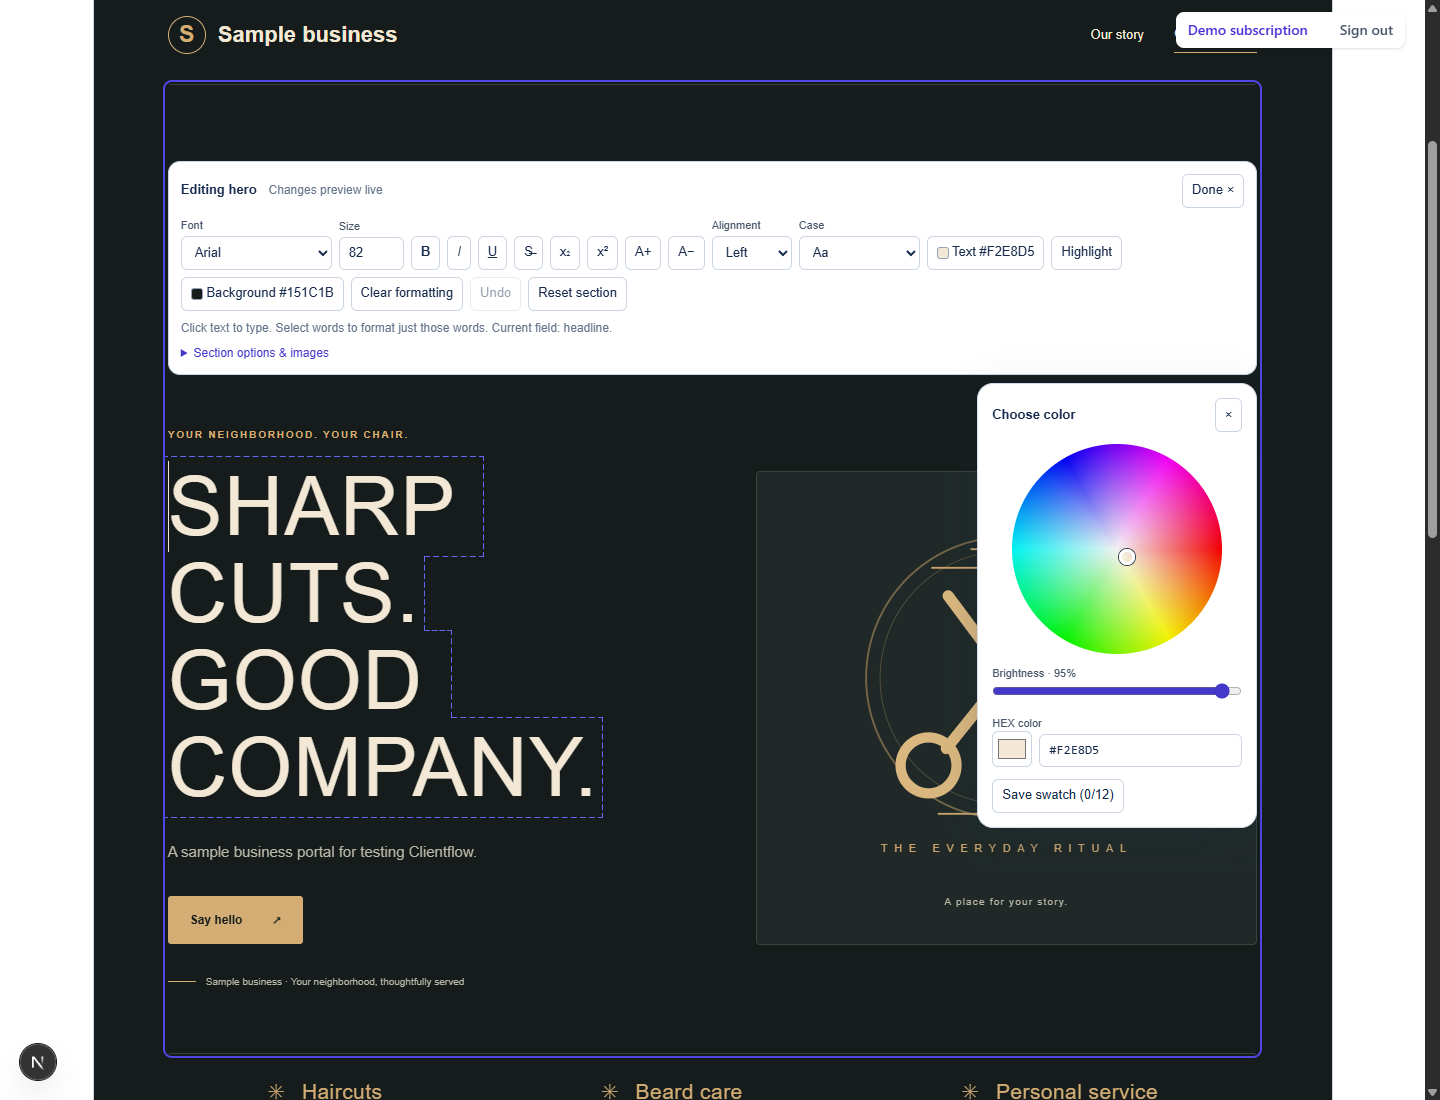 S Sample business
Our story
Demo subscription
Sign out
Editing hero Changes preview live
Done ×
Font
Size
Alignment
Case
Arial
82
B
I
U
S
x₂
x²
A+
A−
Left
Aa
Text #F2E8D5
Highlight
Background #151C1B
Clear formatting
Undo
Reset section
Click text to type. Select words to format just those words. Current field: headline.
Section options & images
Choose color
×
YOUR NEIGHBORHOOD. YOUR CHAIR.
SHARP
CUTS.
GOOD
COMPANY.
Brightness · 95%
HEX color
#F2E8D5
Save swatch (0/12)
A sample business portal for testing Clientflow.
THE EVERYDAY RITUAL
A place for your story.
Say hello ↗
Sample business · Your neighborhood, thoughtfully served
N
Haircuts
Beard care
Personal service